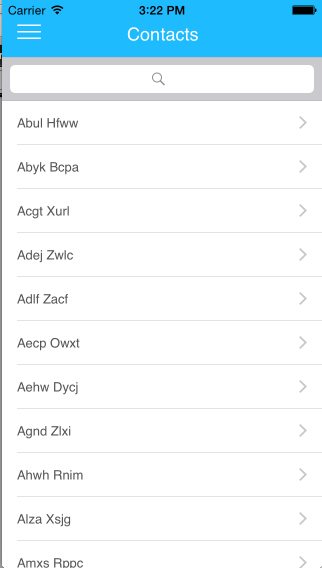 Carrier 3:22 PM
Contacts
Abul Hfww
Abyk Bcpa
Acgt Xurl
Adej Zwlc
Adlf Zacf
Aecp Owxt
Aehw Dycj
Agnd Zlxi
Ahwh Rnim
Alza Xsjg
Amxs Rppc